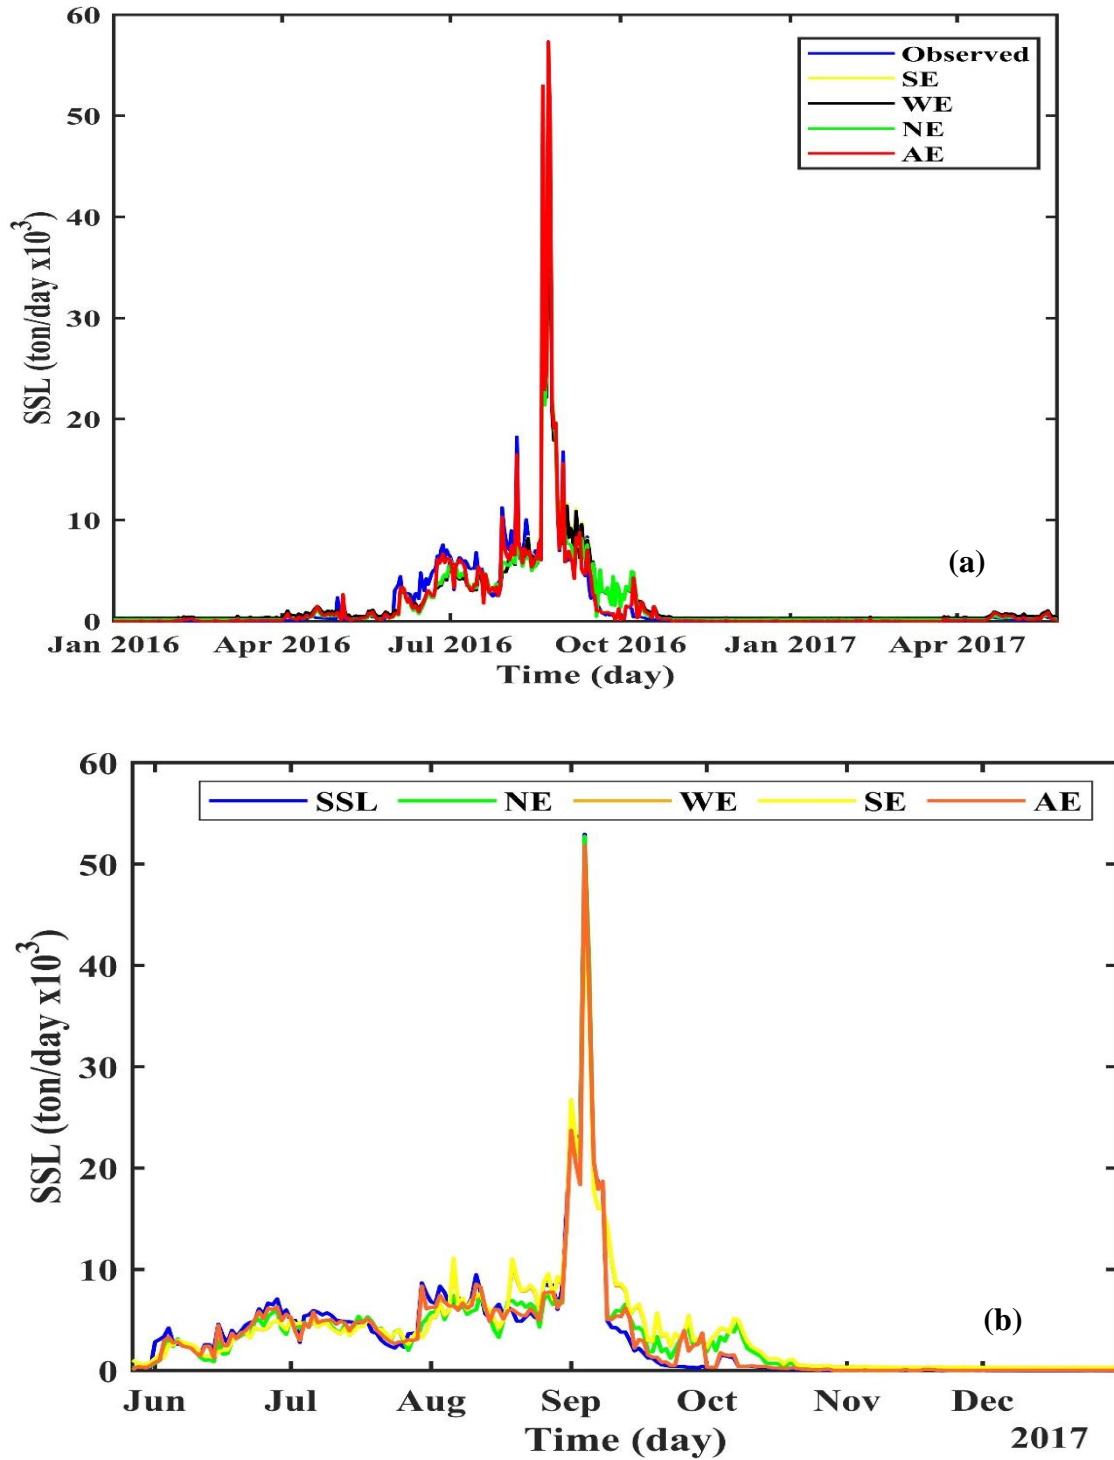 60
50
40
30
20
10
0
SSL (ton/day x10³)
Observed
SE
WE
NE
AE
(a)
Jan 2016 Apr 2016 Jul 2016 Oct 2016 Jan 2017 Apr 2017
Time (day)
60
50
40
30
20
10
0
SSL (ton/day x10³)
SSL NE WE SE AE
(b)
Jun Jul Aug Sep Oct Nov Dec
Time (day)
2017